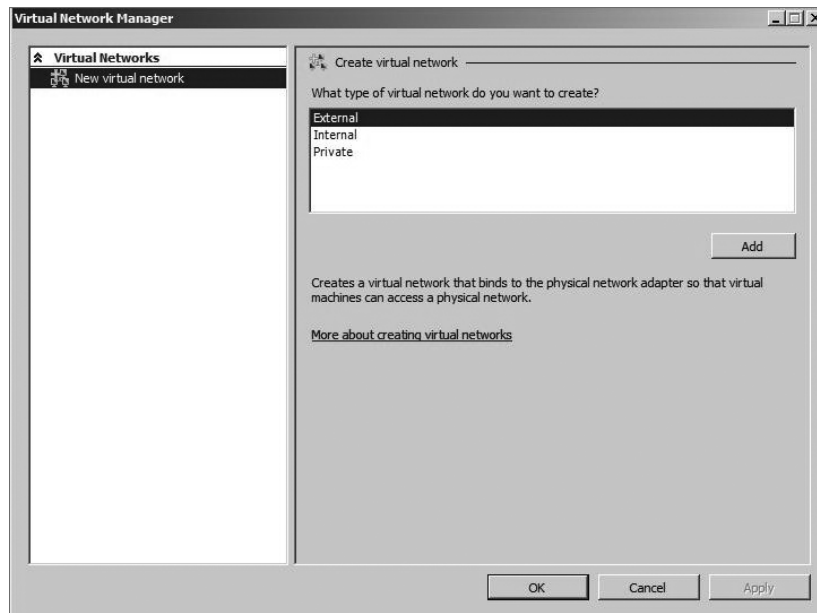 Virtual Network Manager
Virtual Networks
New virtual network
Create virtual network
What type of virtual network do you want to create?
External
Internal
Private
Add
Creates a virtual network that binds to the physical network adapter so that virtual
machines can access a physical network.
More about creating virtual networks
OK
Cancel
Apply